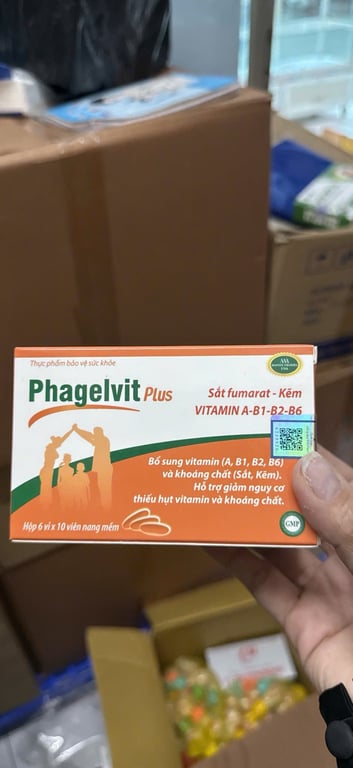 Thực phẩm bảo vệ sức khỏe
Phagelvit Plus
Sắt fumarat - Kẽm
VITAMIN A-B1-B2-B6
Bổ sung vitamin (A, B1, B2, B6)
và khoáng chất (Sắt, Kẽm).
Hỗ trợ giảm nguy cơ
thiếu hụt vitamin và khoáng chất.
Hộp 6 vỉ x 10 viên nang mềm
GMP